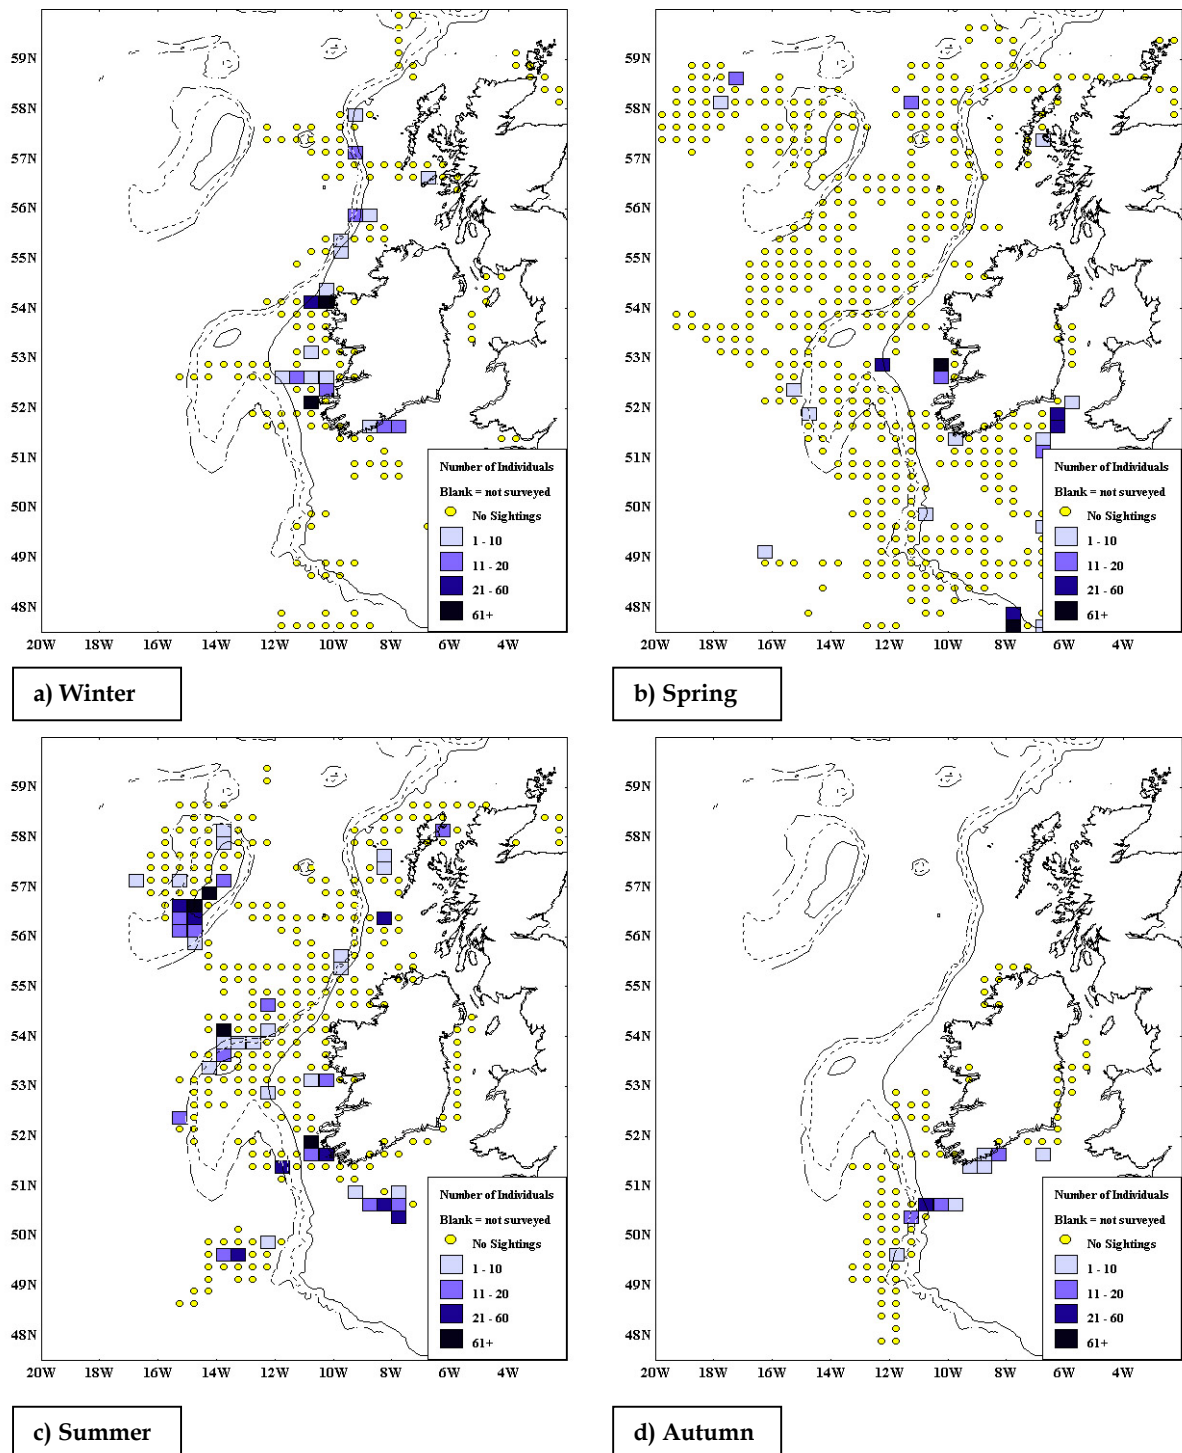 59N
58N
57N
56N
55N
54N
53N
52N
51N
50N
49N
48N
20W 18W 16W 14W 12W 10W 8W 6W 4W
Number of Individuals
Blank = not surveyed
No Sightings
1 - 10
11 - 20
21 - 60
61+
a) Winter
59N
58N
57N
56N
55N
54N
53N
52N
51N
50N
49N
48N
20W 18W 16W 14W 12W 10W 8W 6W 4W
Number of Individuals
Blank = not surveyed
No Sightings
1 - 10
11 - 20
21 - 60
61+
b) Spring
59N
58N
57N
56N
55N
54N
53N
52N
51N
50N
49N
48N
20W 18W 16W 14W 12W 10W 8W 6W 4W
Number of Individuals
Blank = not surveyed
No Sightings
1 - 10
11 - 20
21 - 60
61+
c) Summer
59N
58N
57N
56N
55N
54N
53N
52N
51N
50N
49N
48N
20W 18W 16W 14W 12W 10W 8W 6W 4W
Number of Individuals
Blank = not surveyed
No Sightings
1 - 10
11 - 20
21 - 60
61+
d) Autumn